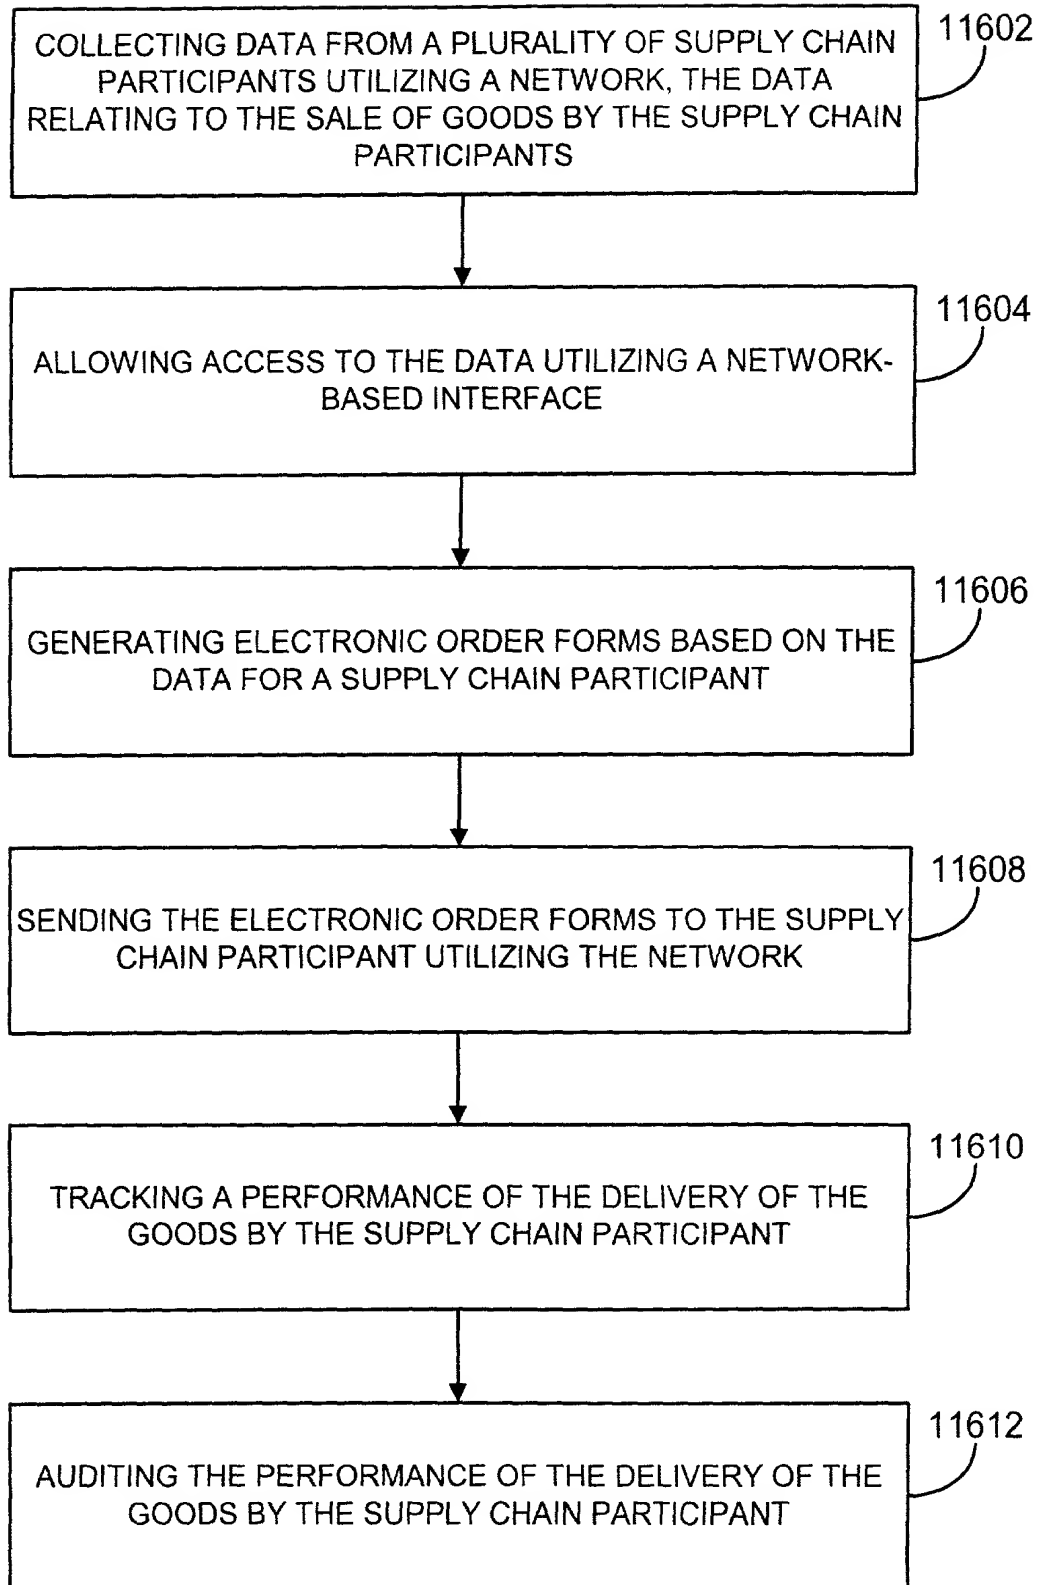 COLLECTING DATA FROM A PLURALITY OF SUPPLY CHAIN
PARTICIPANTS UTILIZING A NETWORK, THE DATA
RELATING TO THE SALE OF GOODS BY THE SUPPLY CHAIN
PARTICIPANTS
11602
ALLOWING ACCESS TO THE DATA UTILIZING A NETWORK-
BASED INTERFACE
11604
GENERATING ELECTRONIC ORDER FORMS BASED ON THE
DATA FOR A SUPPLY CHAIN PARTICIPANT
11606
SENDING THE ELECTRONIC ORDER FORMS TO THE SUPPLY
CHAIN PARTICIPANT UTILIZING THE NETWORK
11608
TRACKING A PERFORMANCE OF THE DELIVERY OF THE
GOODS BY THE SUPPLY CHAIN PARTICIPANT
11610
AUDITING THE PERFORMANCE OF THE DELIVERY OF THE
GOODS BY THE SUPPLY CHAIN PARTICIPANT
11612